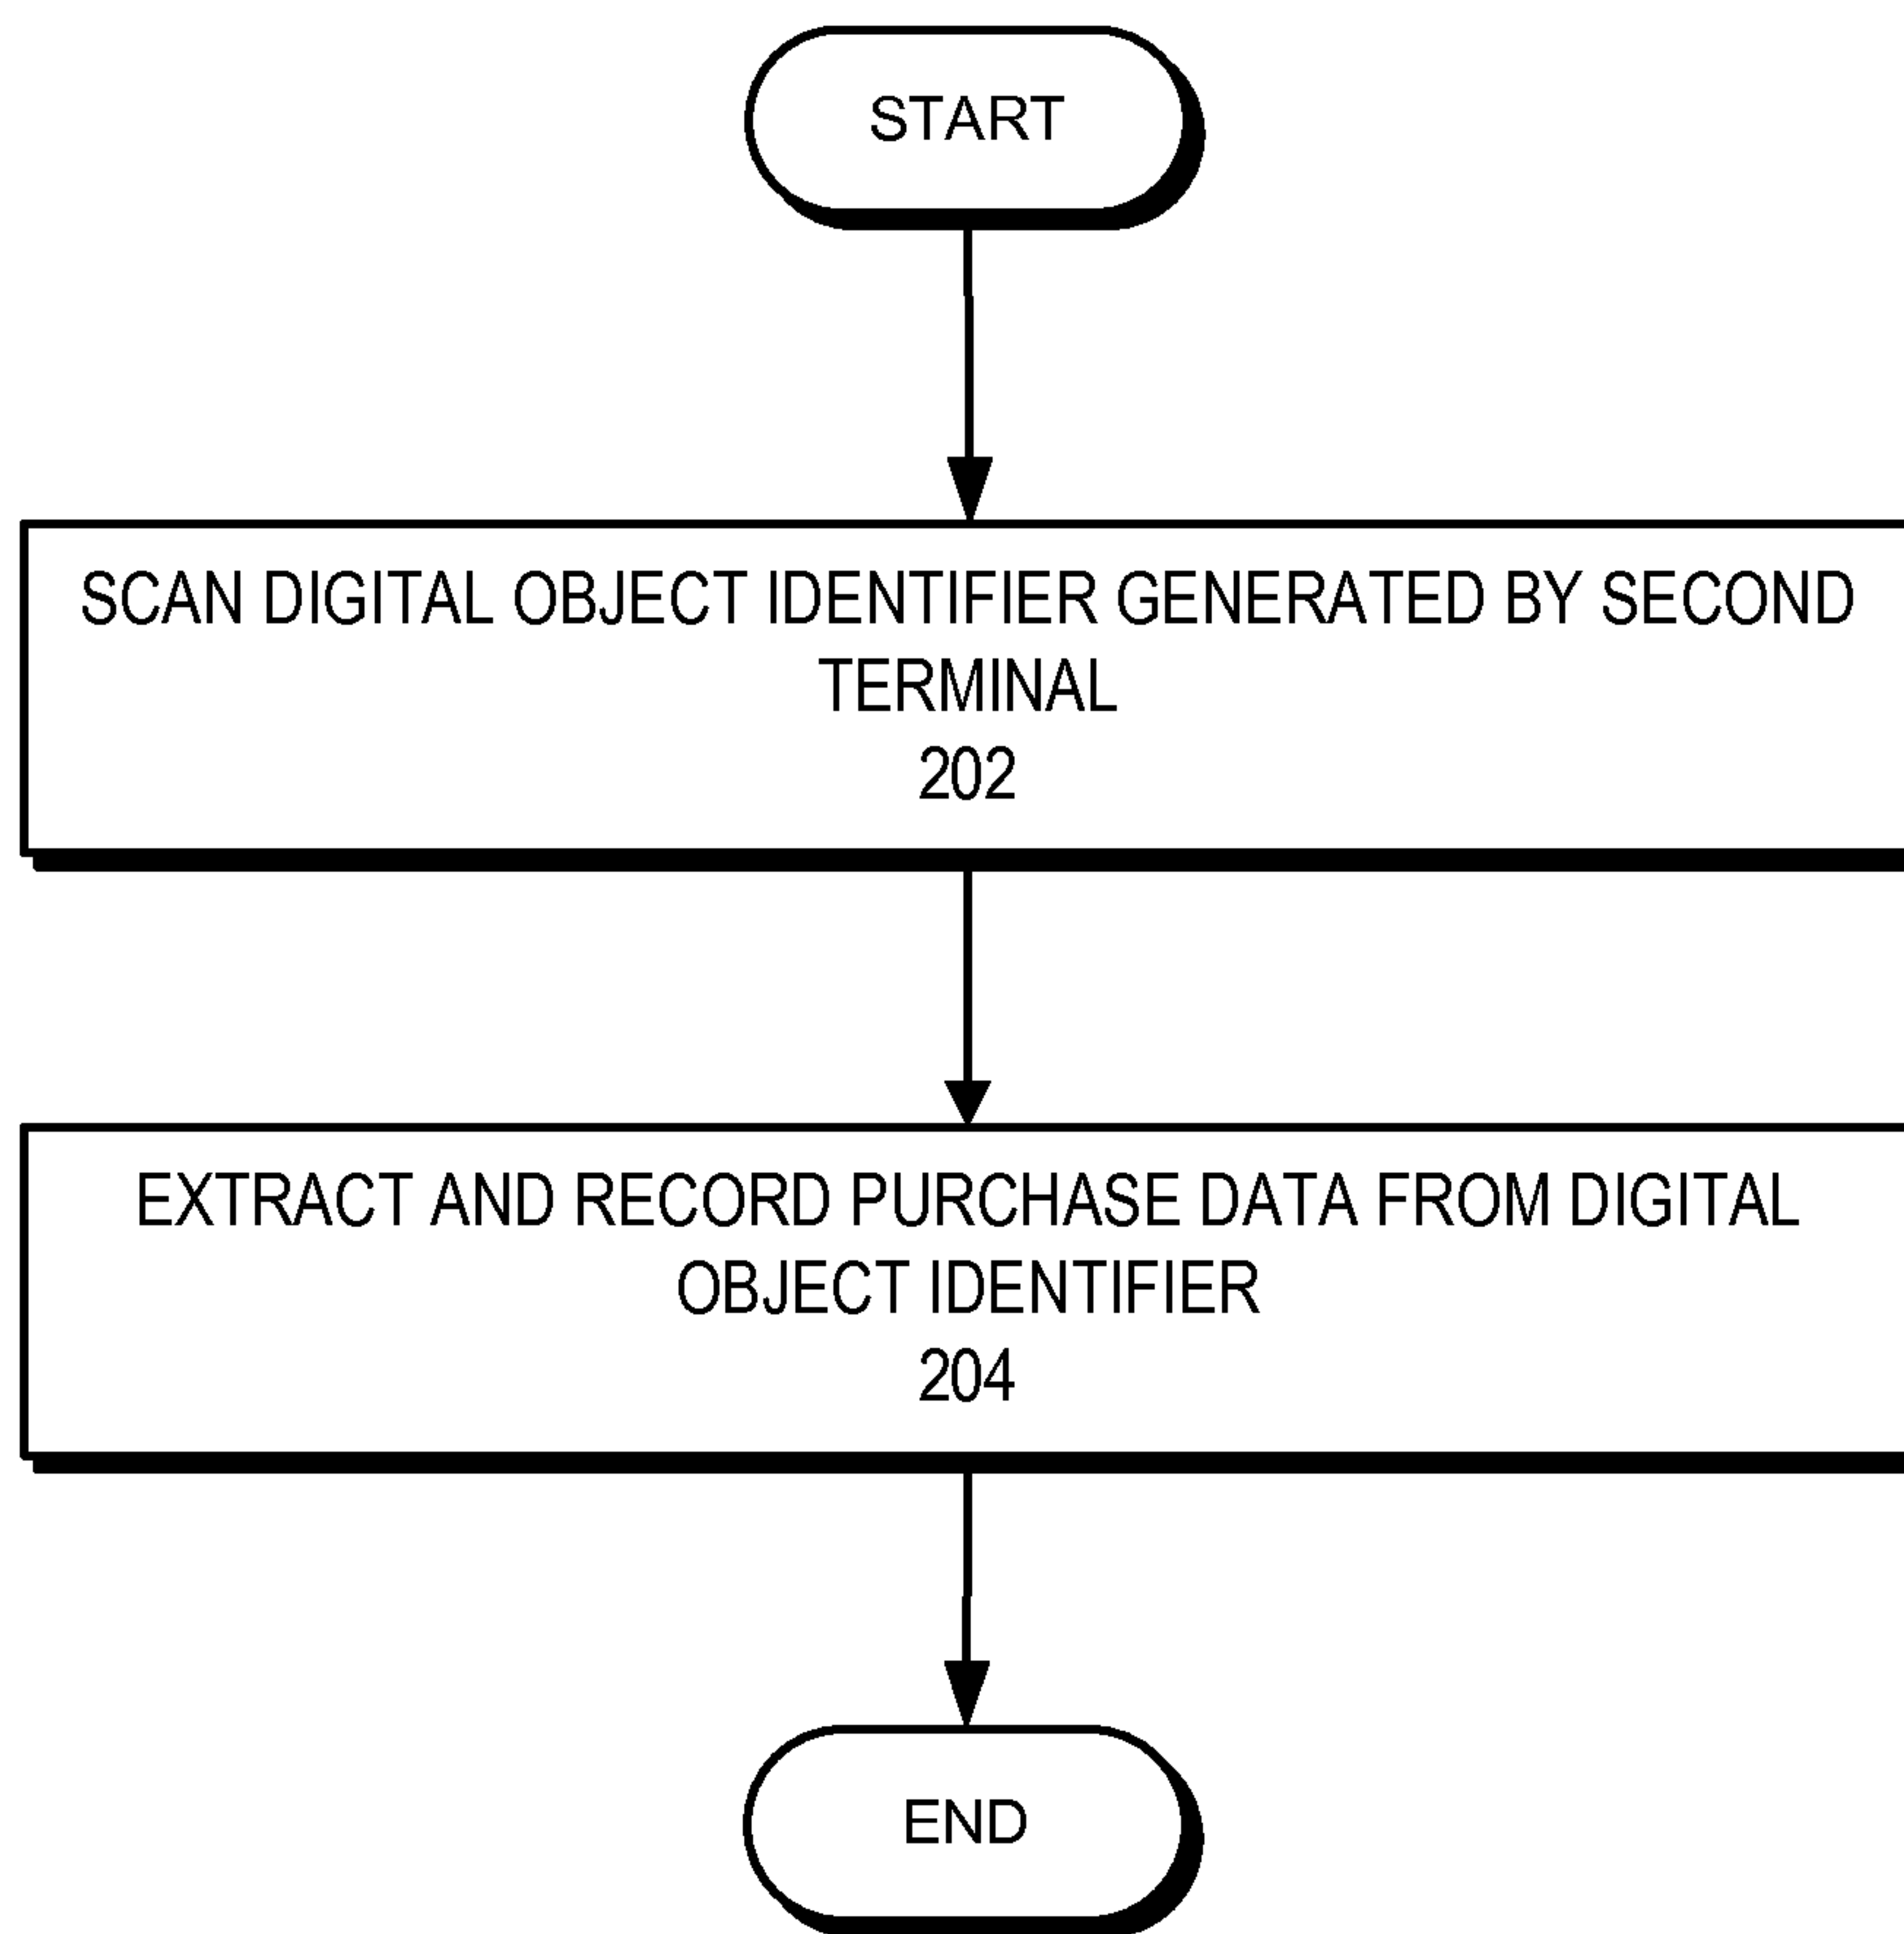 START
SCAN DIGITAL OBJECT IDENTIFIER GENERATED BY SECOND
TERMINAL
202
EXTRACT AND RECORD PURCHASE DATA FROM DIGITAL
OBJECT IDENTIFIER
204
END